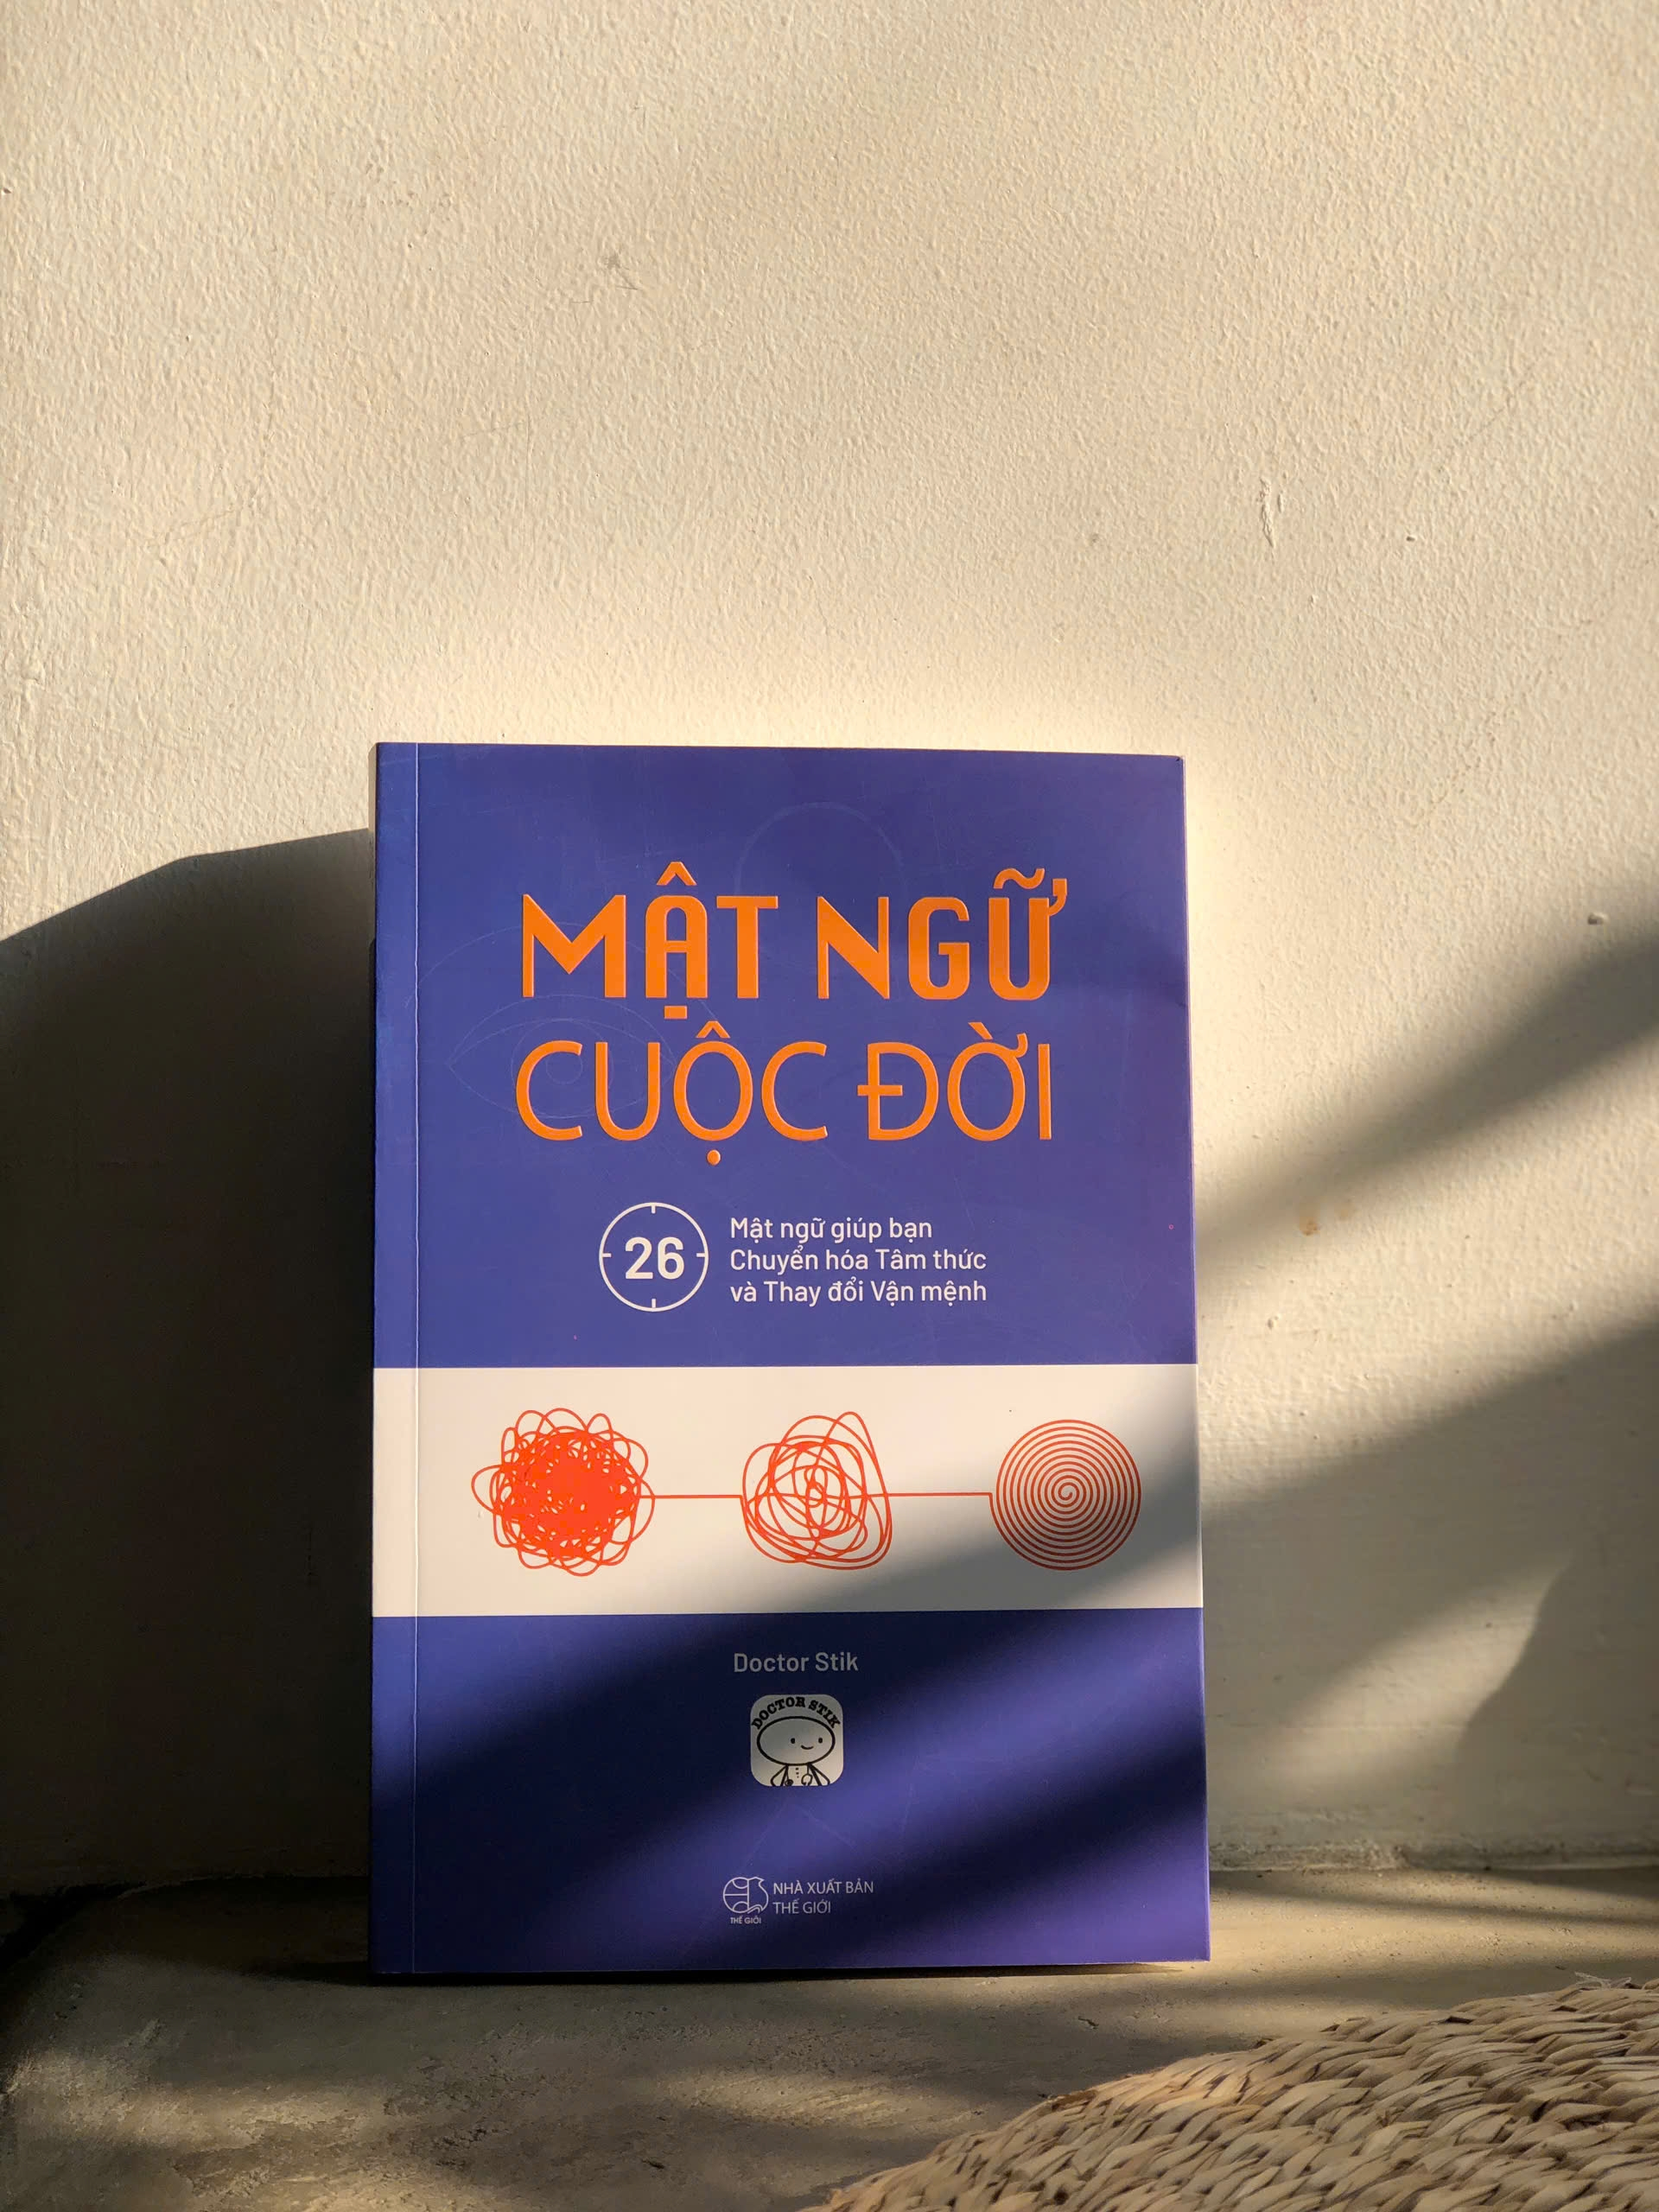 MẬT NGỮ
CUỘC ĐỜI
26
Mật ngữ giúp bạn
Chuyển hóa Tâm thức
và Thay đổi Vận mệnh
Doctor Stik
DOCTOR STIK
NHÀ XUẤT BẢN
THẾ GIỚI
THẾ GIỚI